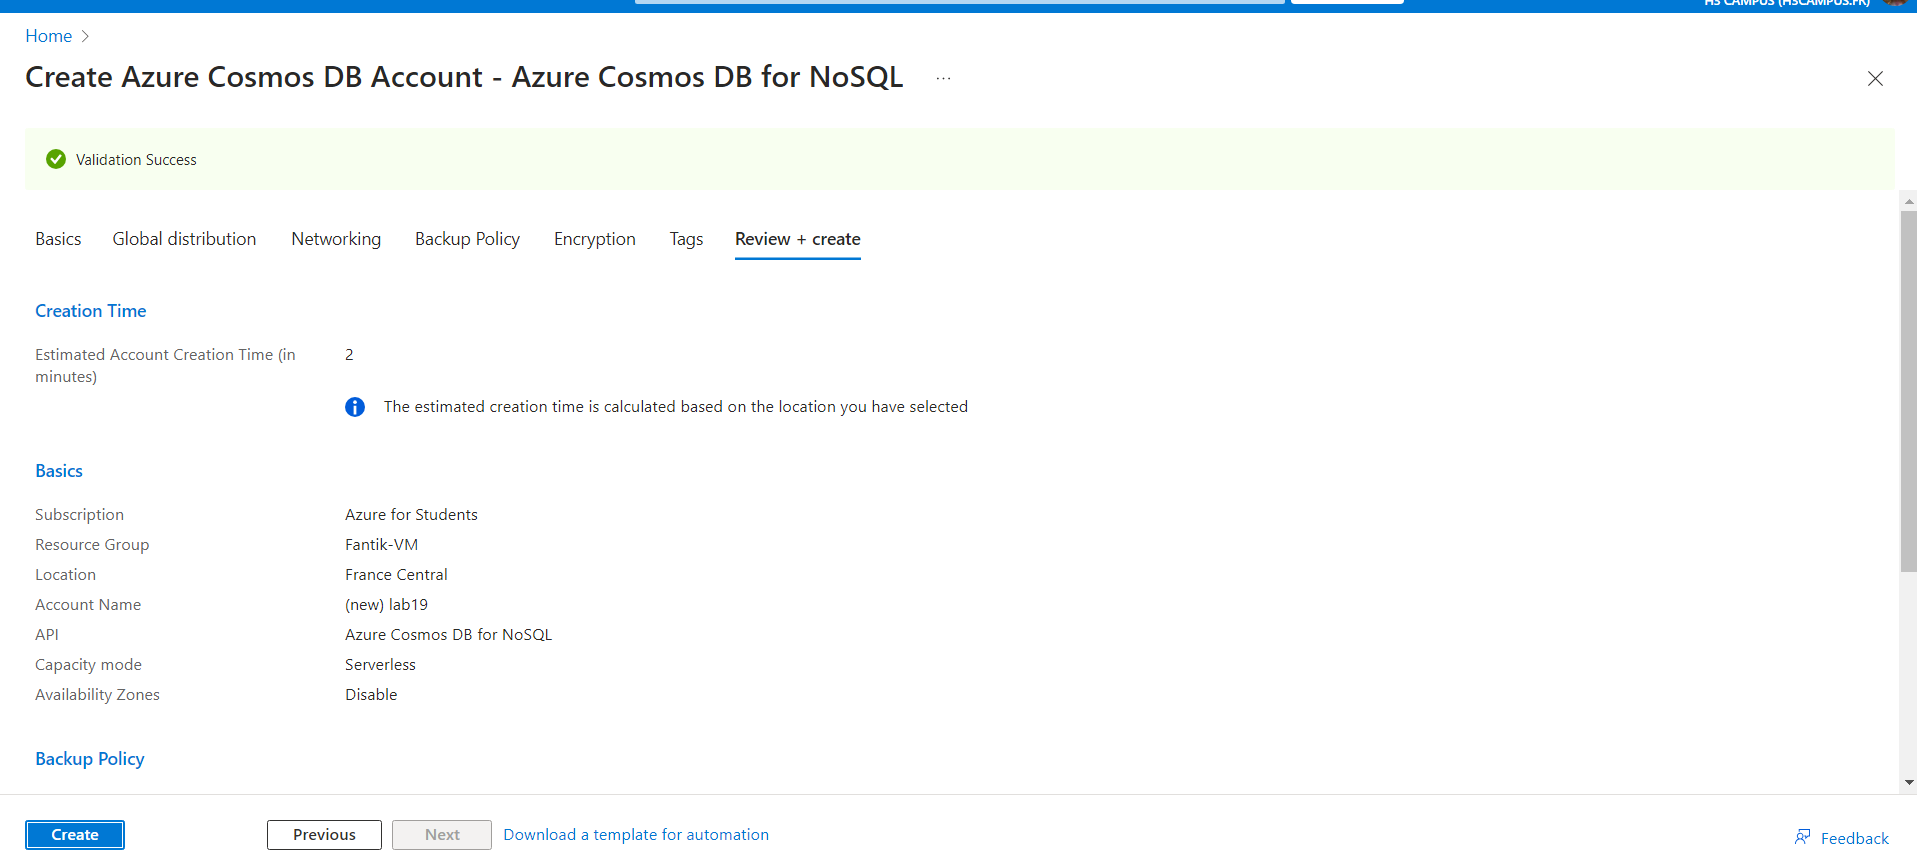 HS CAMPUS (HSCAMPUS.FR)
Home
Create Azure Cosmos DB Account - Azure Cosmos DB for NoSQL ...
Validation Success
Basics Global distribution Networking Backup Policy Encryption Tags Review + create
Creation Time
Estimated Account Creation Time (in
minutes)
2
The estimated creation time is calculated based on the location you have selected
Basics
Subscription Azure for Students
Resource Group Fantik-VM
Location France Central
Account Name (new) lab19
API Azure Cosmos DB for NoSQL
Capacity mode Serverless
Availability Zones Disable
Backup Policy
Create Previous Next Download a template for automation Feedback